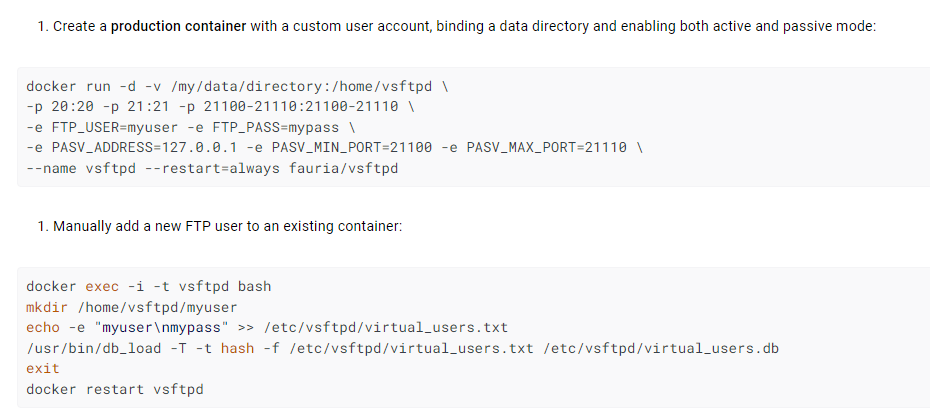 1. Create a production container with a custom user account, binding a data directory and enabling both active and passive mode:
docker run -d -v /my/data/directory:/home/vsftpd \
-p 20:20 -p 21:21 -p 21100-21110:21100-21110 \
-e FTP_USER=myuser -e FTP_PASS=mypass \
-e PASV_ADDRESS=127.0.0.1 -e PASV_MIN_PORT=21100 -e PASV_MAX_PORT=21110 \
--name vsftpd --restart=always fauria/vsftpd
1. Manually add a new FTP user to an existing container:
docker exec -i -t vsftpd bash
mkdir /home/vsftpd/myuser
echo -e "myuser\nmypass" >> /etc/vsftpd/virtual_users.txt
/usr/bin/db_load -T -t hash -f /etc/vsftpd/virtual_users.txt /etc/vsftpd/virtual_users.db
exit
docker restart vsftpd